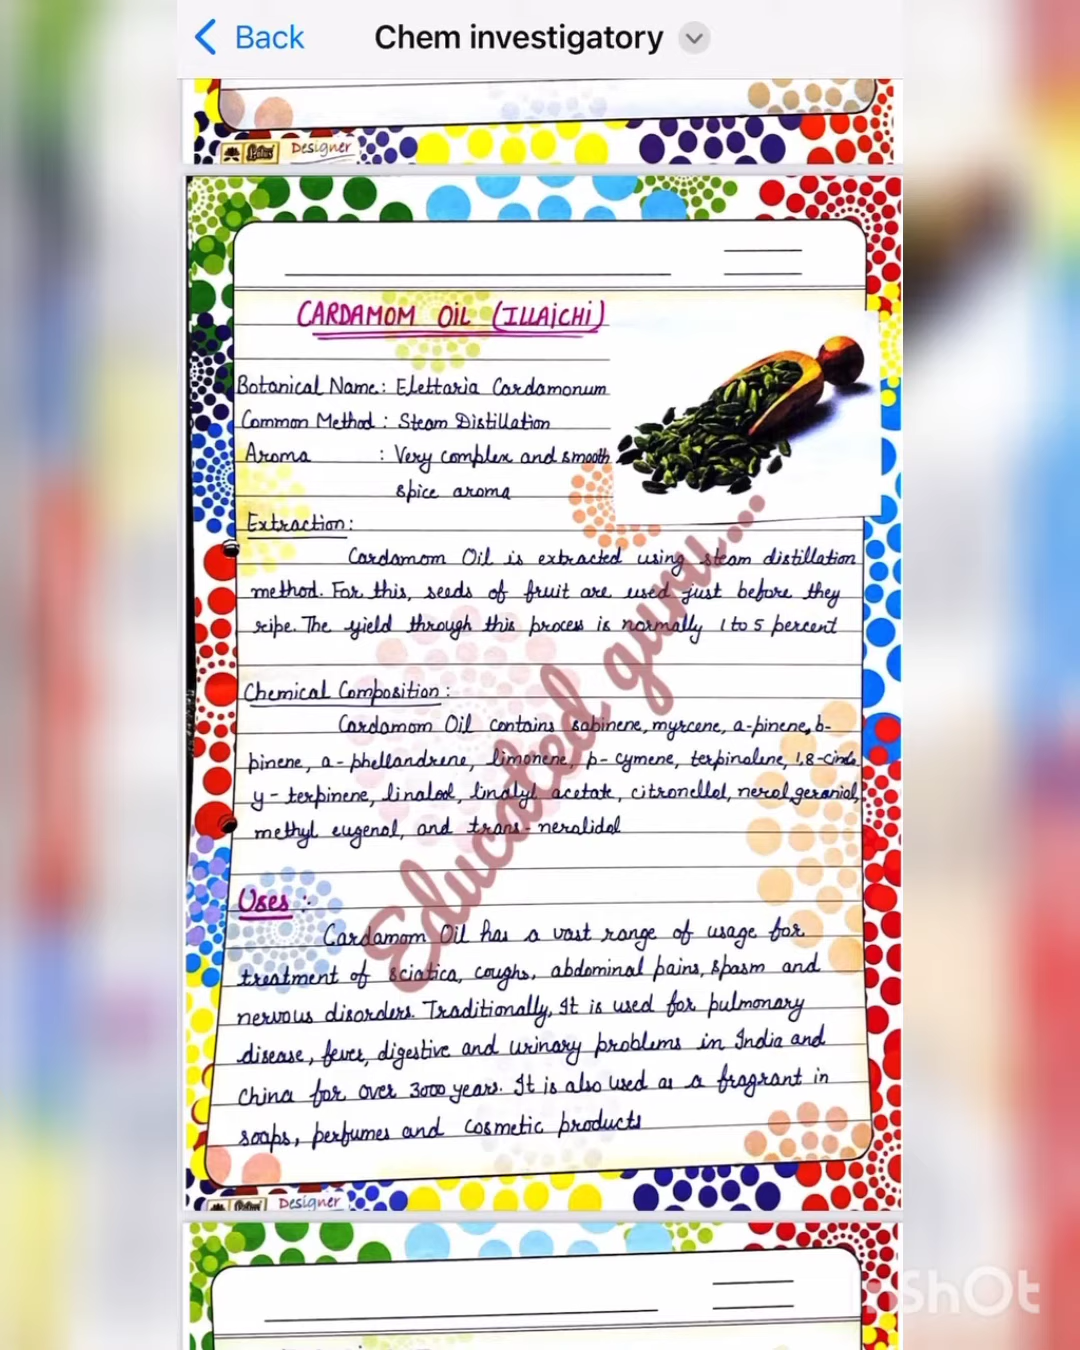 Back
Chem investigatory
Designer
CARDAMOM OIL (ILLAICHI)
Botanical Name: Elettaria Cardamonum
Common Method : Steam Distillation
Aroma : Very complex and smooth
spice aroma
Extraction:
Cardamom Oil is extracted using steam distillation
method. For this, seeds of fruit are used just before they
ripe. The yield through this process is normally 1 to 5 percent
Chemical Composition :
Cardamom Oil contains sabinene, myrcene, a-pinene, b-
pinene, a-phellandrene, limonene, p-cymene, terpinolene, 1,8-
y-terpinene, linalool, linalyl acetate, citronellol, nerol, geraniol,
methyl eugenol, and trans-nerolidol
Uses :-
Cardamom Oil has a vast range of usage for
treatment of sciatica, coughs, abdominal pains, spasm and
nervous disorders. Traditionally, It is used for pulmonary
disease, fever, digestive and urinary problems in India and
China for over 3000 years. It is also used as a fragrant in
soaps, perfumes and cosmetic products
Educated guru...
Designer
InShOt